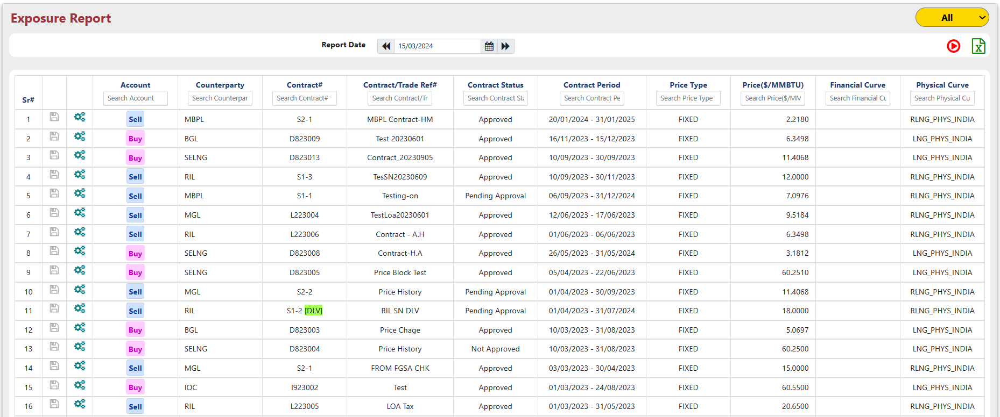 Exposure Report
All
Report Date 15/03/2024
Sr# Account Counterparty Contract# Contract/Trade Ref# Contract Status Contract Period Price Type Price($/MMBTU) Financial Curve Physical Curve
Search Account Search Counterpar Search Contract# Search Contract/Tr Search Contract Sta Search Contract Pe Search Price Type Search Price($/MM Search Financial Cu Search Physical Cu
1 Sell MBPL S2-1 MBPL Contract-HM Approved 20/01/2024 - 31/01/2025 FIXED 2.2180 RLNG_PHYS_INDIA
2 Buy BGL D823009 Test 20230601 Approved 16/11/2023 - 15/12/2023 FIXED 6.3498 LNG_PHYS_INDIA
3 Buy SELNG D823013 Contract_20230905 Approved 10/09/2023 - 30/09/2023 FIXED 11.4068 LNG_PHYS_INDIA
4 Sell RIL S1-3 TesSN20230609 Approved 10/09/2023 - 30/11/2023 FIXED 12.0000 RLNG_PHYS_INDIA
5 Sell MBPL S1-1 Testing-on Pending Approval 06/09/2023 - 31/12/2024 FIXED 7.0976 RLNG_PHYS_INDIA
6 Sell MGL L223004 TestLoa20230601 Approved 12/06/2023 - 17/06/2023 FIXED 9.5184 RLNG_PHYS_INDIA
7 Sell RIL L223006 Contract - A.H Approved 01/06/2023 - 06/06/2023 FIXED 6.3498 RLNG_PHYS_INDIA
8 Buy SELNG D823008 Contract-H.A Approved 26/05/2023 - 31/05/2024 FIXED 3.1812 LNG_PHYS_INDIA
9 Buy SELNG D823005 Price Block Test Approved 05/04/2023 - 22/06/2023 FIXED 60.2510 LNG_PHYS_INDIA
10 Sell MGL S2-2 Price History Pending Approval 01/04/2023 - 30/09/2023 FIXED 11.4068 RLNG_PHYS_INDIA
11 Sell RIL S1-2 [DLV] RIL SN DLV Pending Approval 01/04/2023 - 31/07/2024 FIXED 18.0000 RLNG_PHYS_INDIA
12 Buy BGL D823003 Price Chage Approved 10/03/2023 - 31/08/2023 FIXED 5.0697 LNG_PHYS_INDIA
13 Buy SELNG D823004 Price History Not Approved 10/03/2023 - 31/08/2023 FIXED 60.2500 LNG_PHYS_INDIA
14 Sell MGL S2-1 FROM FGSA CHK Approved 03/03/2023 - 30/04/2023 FIXED 15.0000 RLNG_PHYS_INDIA
15 Buy IOC I923002 Test Approved 01/03/2023 - 24/08/2023 FIXED 60.5500 LNG_PHYS_INDIA
16 Sell RIL L223005 LOA Tax Approved 01/03/2023 - 31/05/2023 FIXED 20.6500 RLNG_PHYS_INDIA